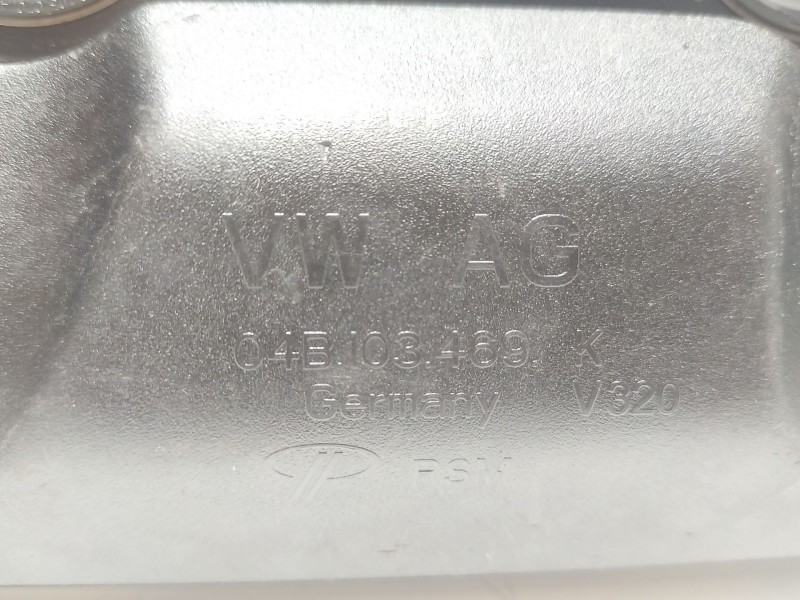 VW AG
04B.103.469. K
Germany V320
PSM